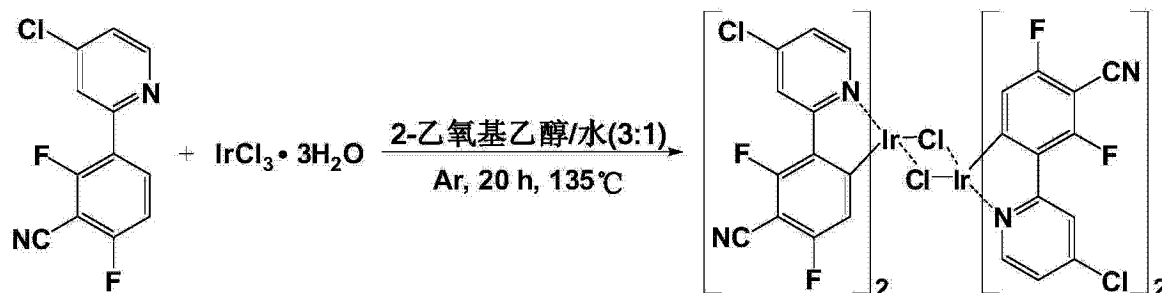 Cl
N
F
NC
F
+
IrCl₃ • 3H₂O
2-乙氧基乙醇/水(3:1)
Ar, 20 h, 135℃
Cl
N
F
NC
F
2
Ir
Cl
Cl
Ir
F
CN
F
N
Cl
2